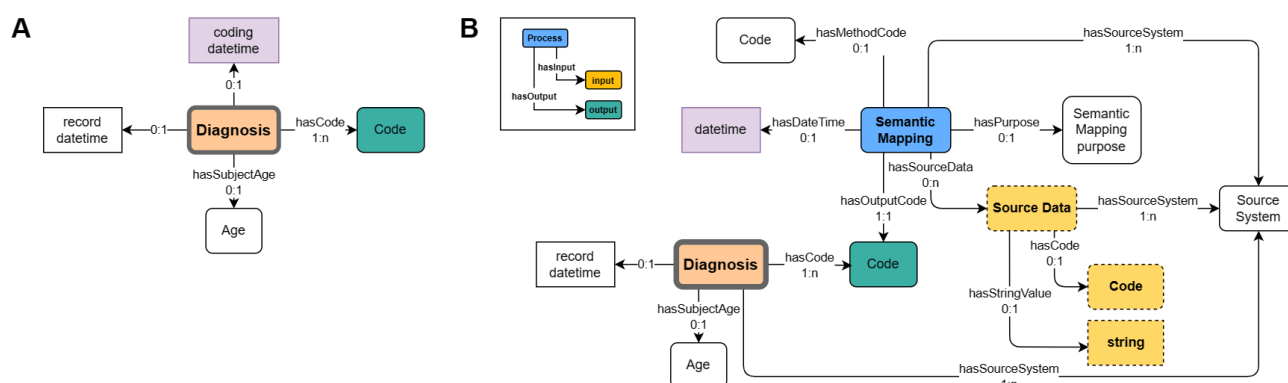 A
coding
datetime
0:1
record
datetime
0:1
Diagnosis
hasCode
1:n
Code
hasSubjectAge
0:1
Age
B
Process
hasInput
input
hasOutput
output
Code
hasMethodCode
0:1
hasSourceSystem
1:n
datetime
hasDateTime
0:1
Semantic
Mapping
hasPurpose
0:1
Semantic
Mapping
purpose
hasSourceData
0:n
hasOutputCode
1:1
Source Data
hasSourceSystem
1:n
Source
System
record
datetime
0:1
Diagnosis
hasCode
1:n
Code
hasCode
0:1
Code
hasStringValue
0:1
string
hasSubjectAge
0:1
Age
hasSourceSystem
1:n